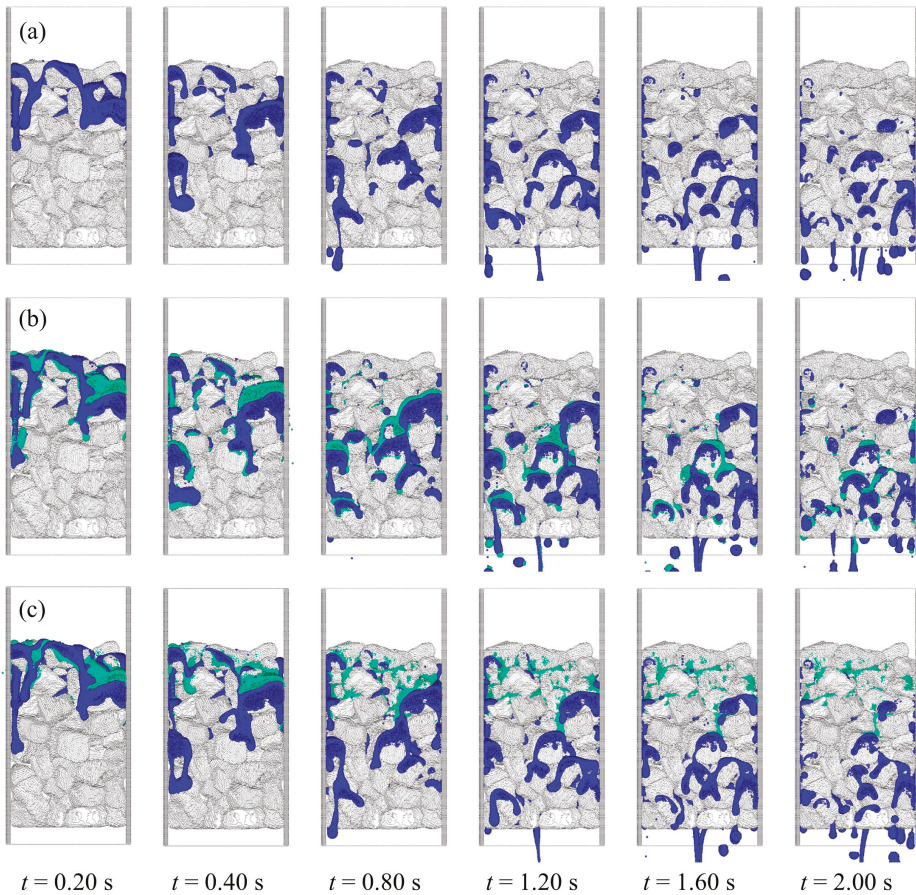 (a)
(b)
(c)
t = 0.20 s t = 0.40 s t = 0.80 s t = 1.20 s t = 1.60 s t = 2.00 s